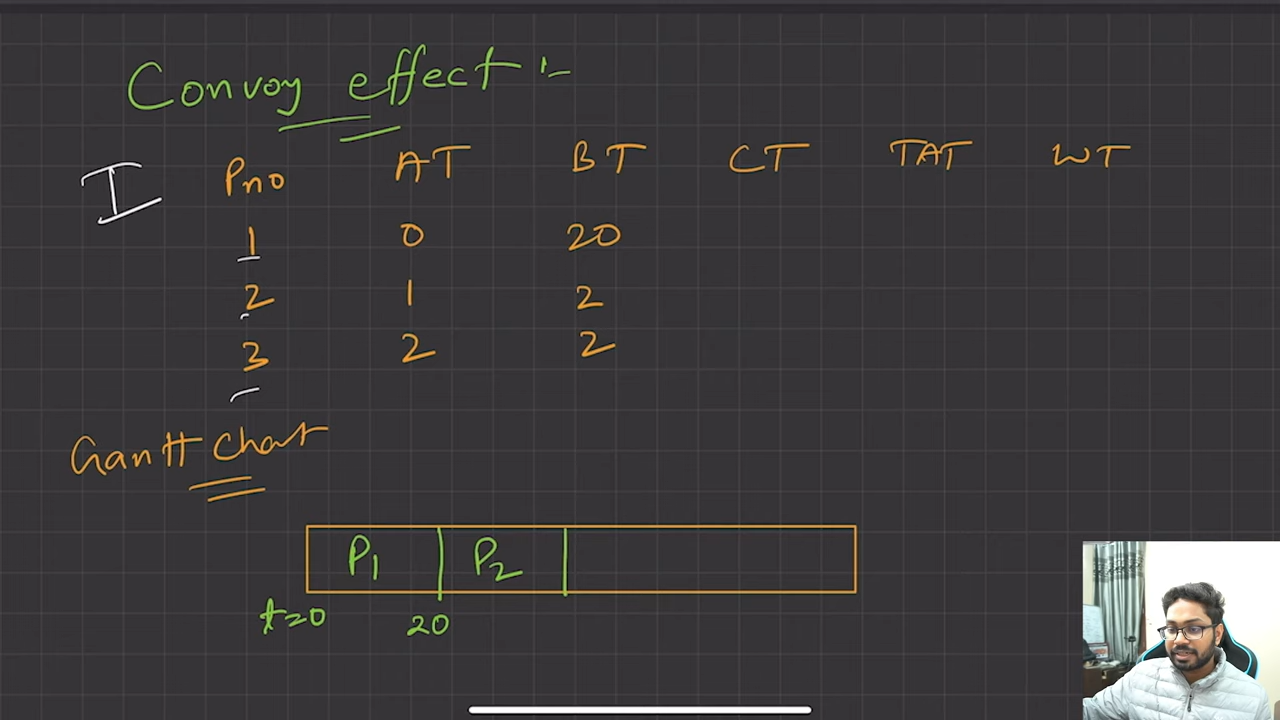 Convoy effect :-
I Pno AT BT CT TAT WT
1 0 20
2 1 2
3 2 2
Gantt Chart
P1 P2
t=0 20